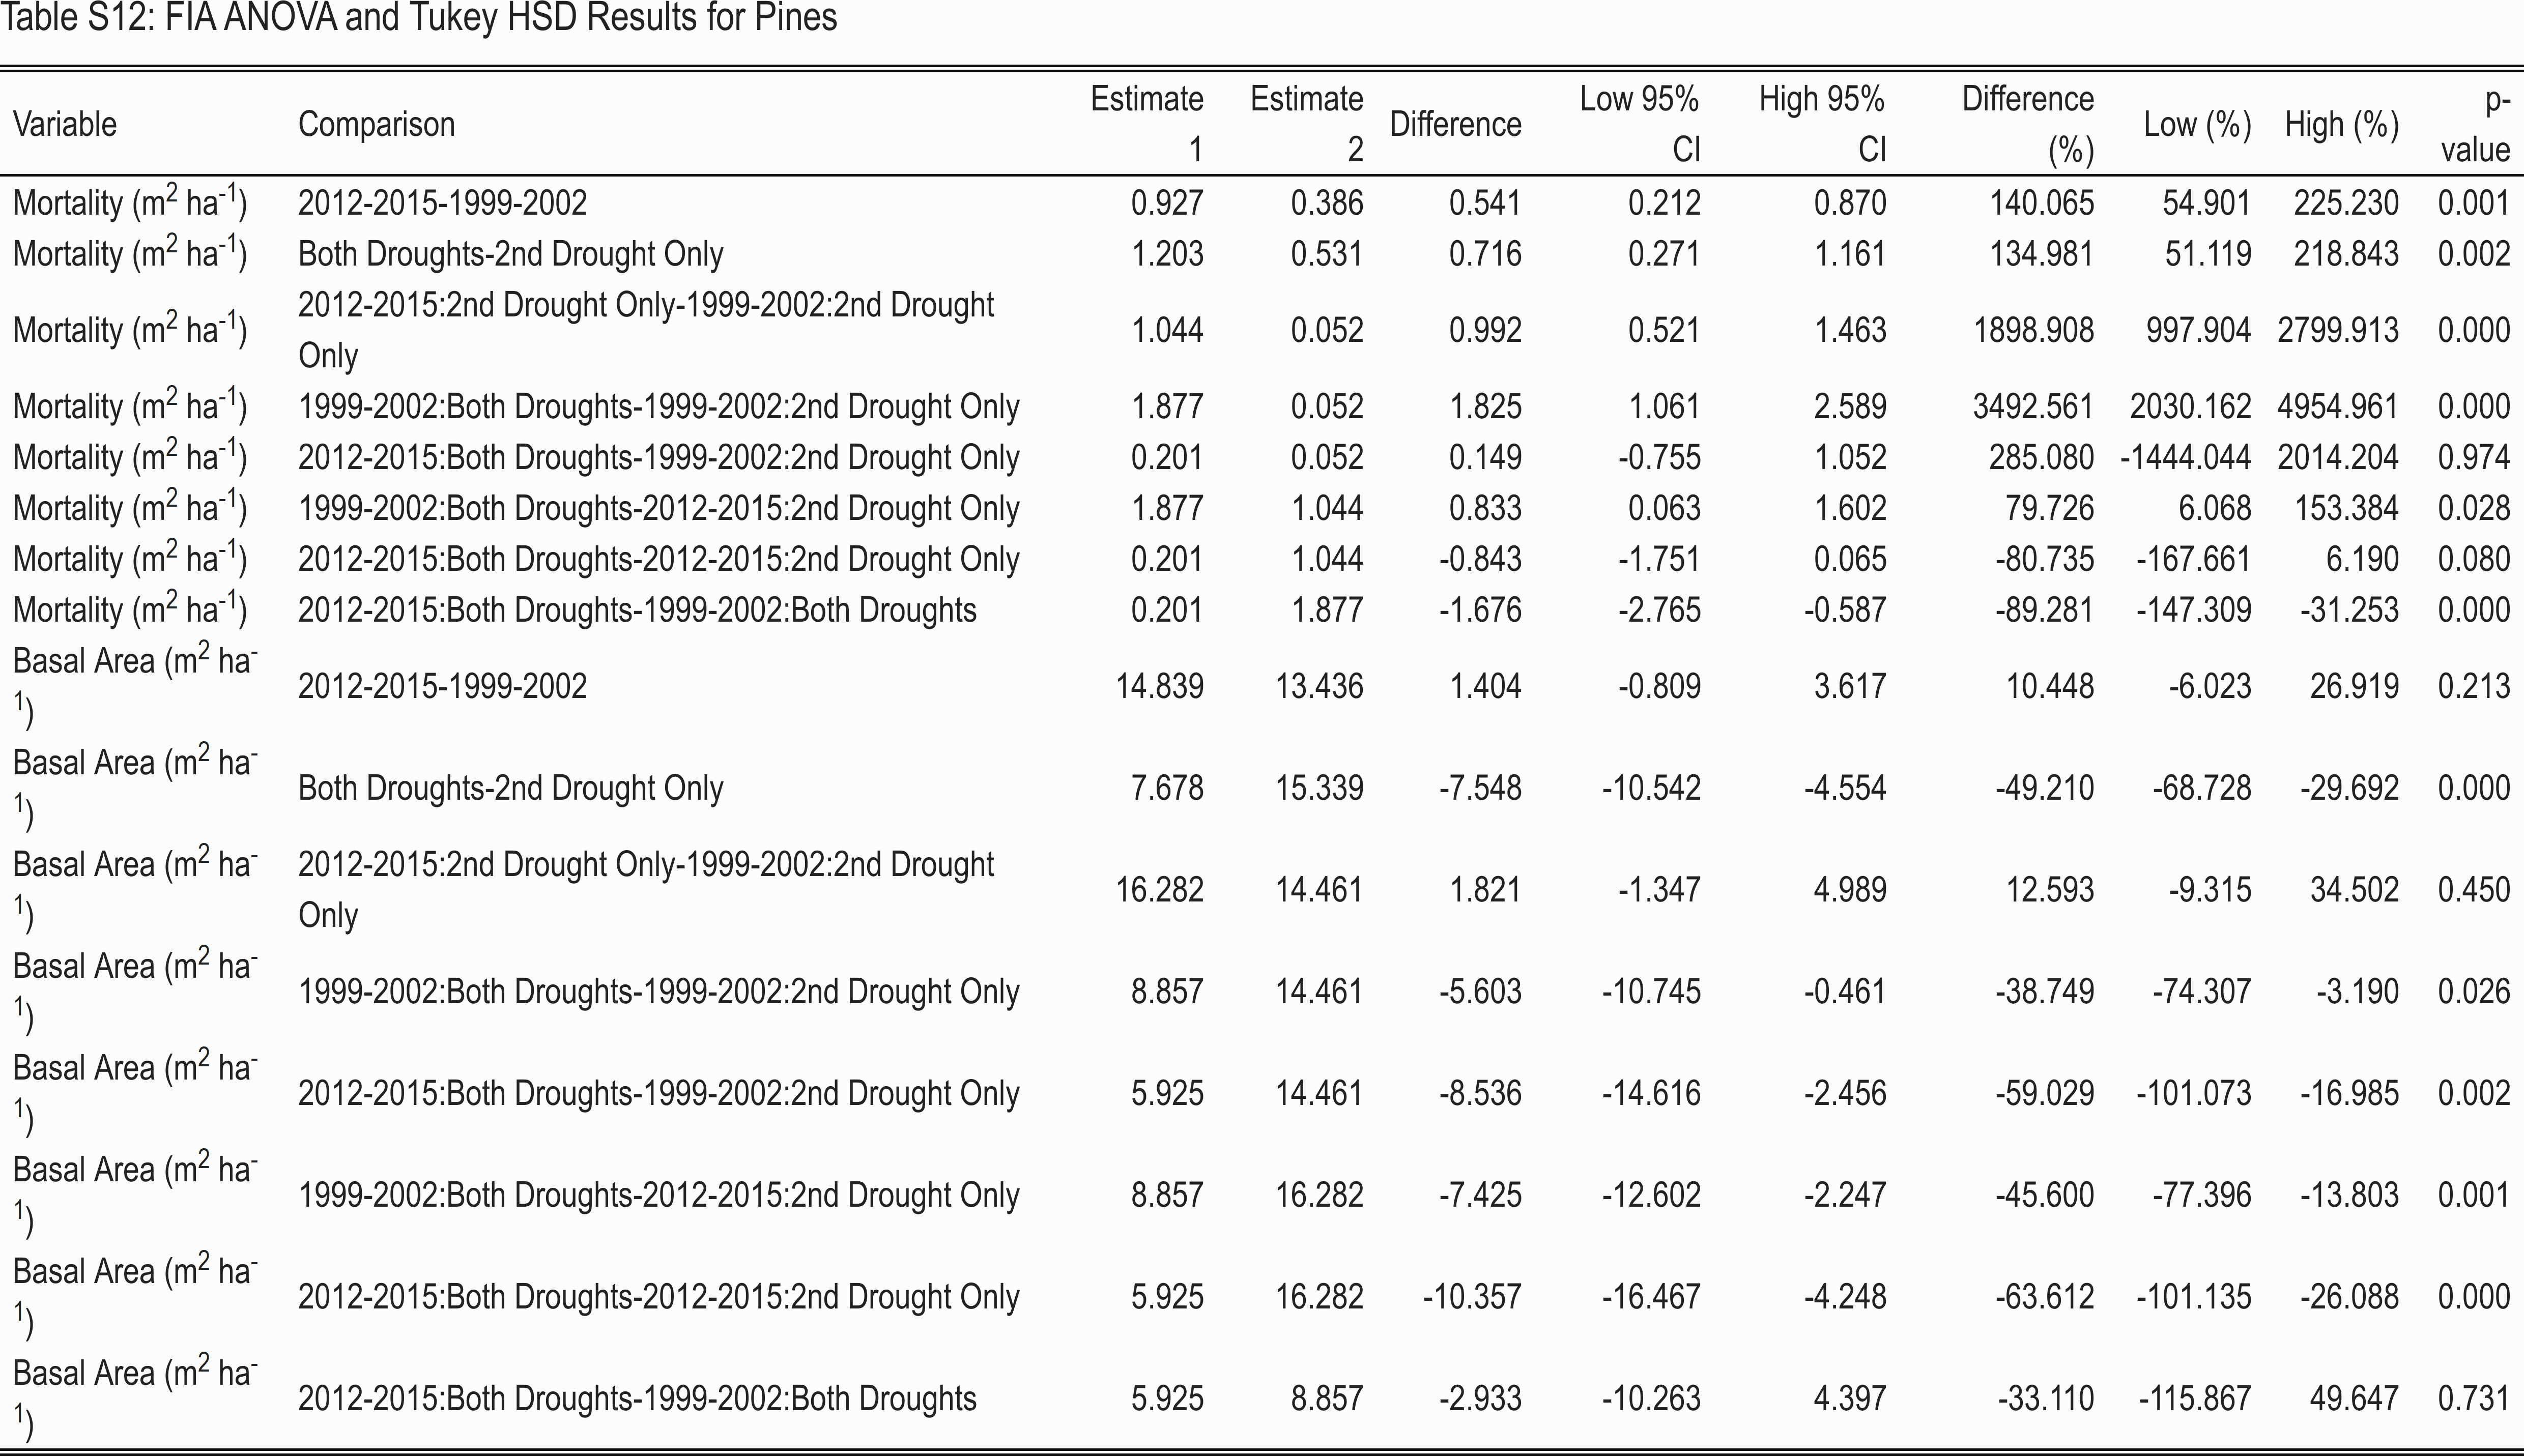 Table S12: FIA ANOVA and Tukey HSD Results for Pines
Variable Comparison Estimate 1 Estimate 2 Difference Low 95% CI High 95% CI Difference (%) Low (%) High (%) p-value
Mortality (m² ha⁻¹) 2012-2015-1999-2002 0.927 0.386 0.541 0.212 0.870 140.065 54.901 225.230 0.001
Mortality (m² ha⁻¹) Both Droughts-2nd Drought Only 1.203 0.531 0.716 0.271 1.161 134.981 51.119 218.843 0.002
Mortality (m² ha⁻¹) 2012-2015:2nd Drought Only-1999-2002:2nd Drought Only 1.044 0.052 0.992 0.521 1.463 1898.908 997.904 2799.913 0.000
Mortality (m² ha⁻¹) 1999-2002:Both Droughts-1999-2002:2nd Drought Only 1.877 0.052 1.825 1.061 2.589 3492.561 2030.162 4954.961 0.000
Mortality (m² ha⁻¹) 2012-2015:Both Droughts-1999-2002:2nd Drought Only 0.201 0.052 0.149 -0.755 1.052 285.080 -1444.044 2014.204 0.974
Mortality (m² ha⁻¹) 1999-2002:Both Droughts-2012-2015:2nd Drought Only 1.877 1.044 0.833 0.063 1.602 79.726 6.068 153.384 0.028
Mortality (m² ha⁻¹) 2012-2015:Both Droughts-2012-2015:2nd Drought Only 0.201 1.044 -0.843 -1.751 0.065 -80.735 -167.661 6.190 0.080
Mortality (m² ha⁻¹) 2012-2015:Both Droughts-1999-2002:Both Droughts 0.201 1.877 -1.676 -2.765 -0.587 -89.281 -147.309 -31.253 0.000
Basal Area (m² ha⁻¹) 2012-2015-1999-2002 14.839 13.436 1.404 -0.809 3.617 10.448 -6.023 26.919 0.213
Basal Area (m² ha⁻¹) Both Droughts-2nd Drought Only 7.678 15.339 -7.548 -10.542 -4.554 -49.210 -68.728 -29.692 0.000
Basal Area (m² ha⁻¹) 2012-2015:2nd Drought Only-1999-2002:2nd Drought Only 16.282 14.461 1.821 -1.347 4.989 12.593 -9.315 34.502 0.450
Basal Area (m² ha⁻¹) 1999-2002:Both Droughts-1999-2002:2nd Drought Only 8.857 14.461 -5.603 -10.745 -0.461 -38.749 -74.307 -3.190 0.026
Basal Area (m² ha⁻¹) 2012-2015:Both Droughts-1999-2002:2nd Drought Only 5.925 14.461 -8.536 -14.616 -2.456 -59.029 -101.073 -16.985 0.002
Basal Area (m² ha⁻¹) 1999-2002:Both Droughts-2012-2015:2nd Drought Only 8.857 16.282 -7.425 -12.602 -2.247 -45.600 -77.396 -13.803 0.001
Basal Area (m² ha⁻¹) 2012-2015:Both Droughts-2012-2015:2nd Drought Only 5.925 16.282 -10.357 -16.467 -4.248 -63.612 -101.135 -26.088 0.000
Basal Area (m² ha⁻¹) 2012-2015:Both Droughts-1999-2002:Both Droughts 5.925 8.857 -2.933 -10.263 4.397 -33.110 -115.867 49.647 0.731